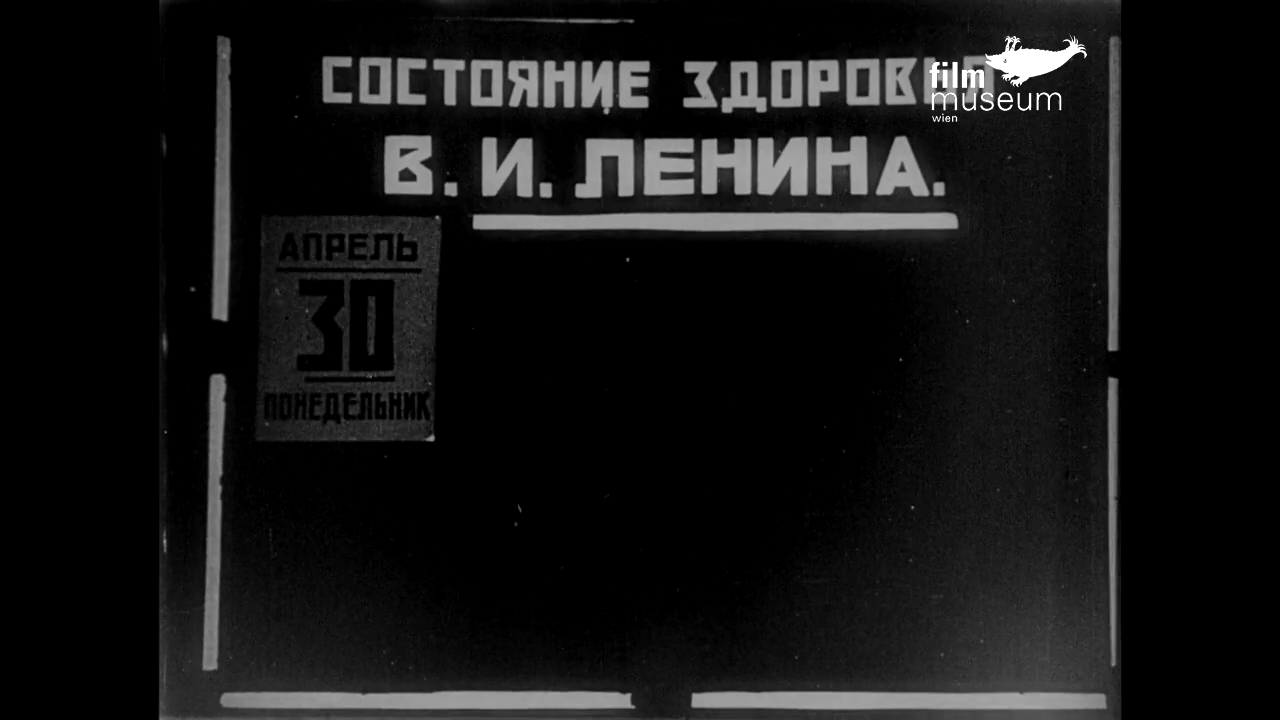 СОСТОЯНИЕ ЗДОРОВЬЯ
film
museum
wien
В. И. ЛЕНИНА.
АПРЕЛЬ
30
ПОНЕДЕЛЬНИК